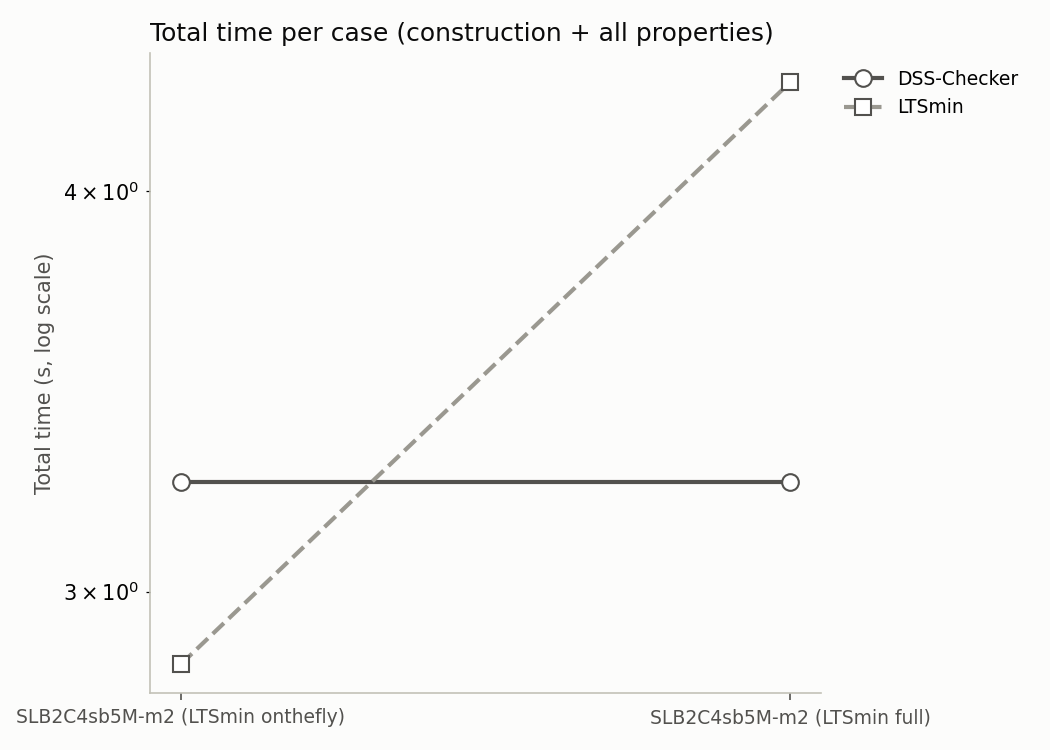 Total time per case (construction + all properties)
DSS-Checker
LTSmin
4 × 10⁰
3 × 10⁰
Total time (s, log scale)
SLB2C4sb5M-m2 (LTSmin onthefly)
SLB2C4sb5M-m2 (LTSmin full)